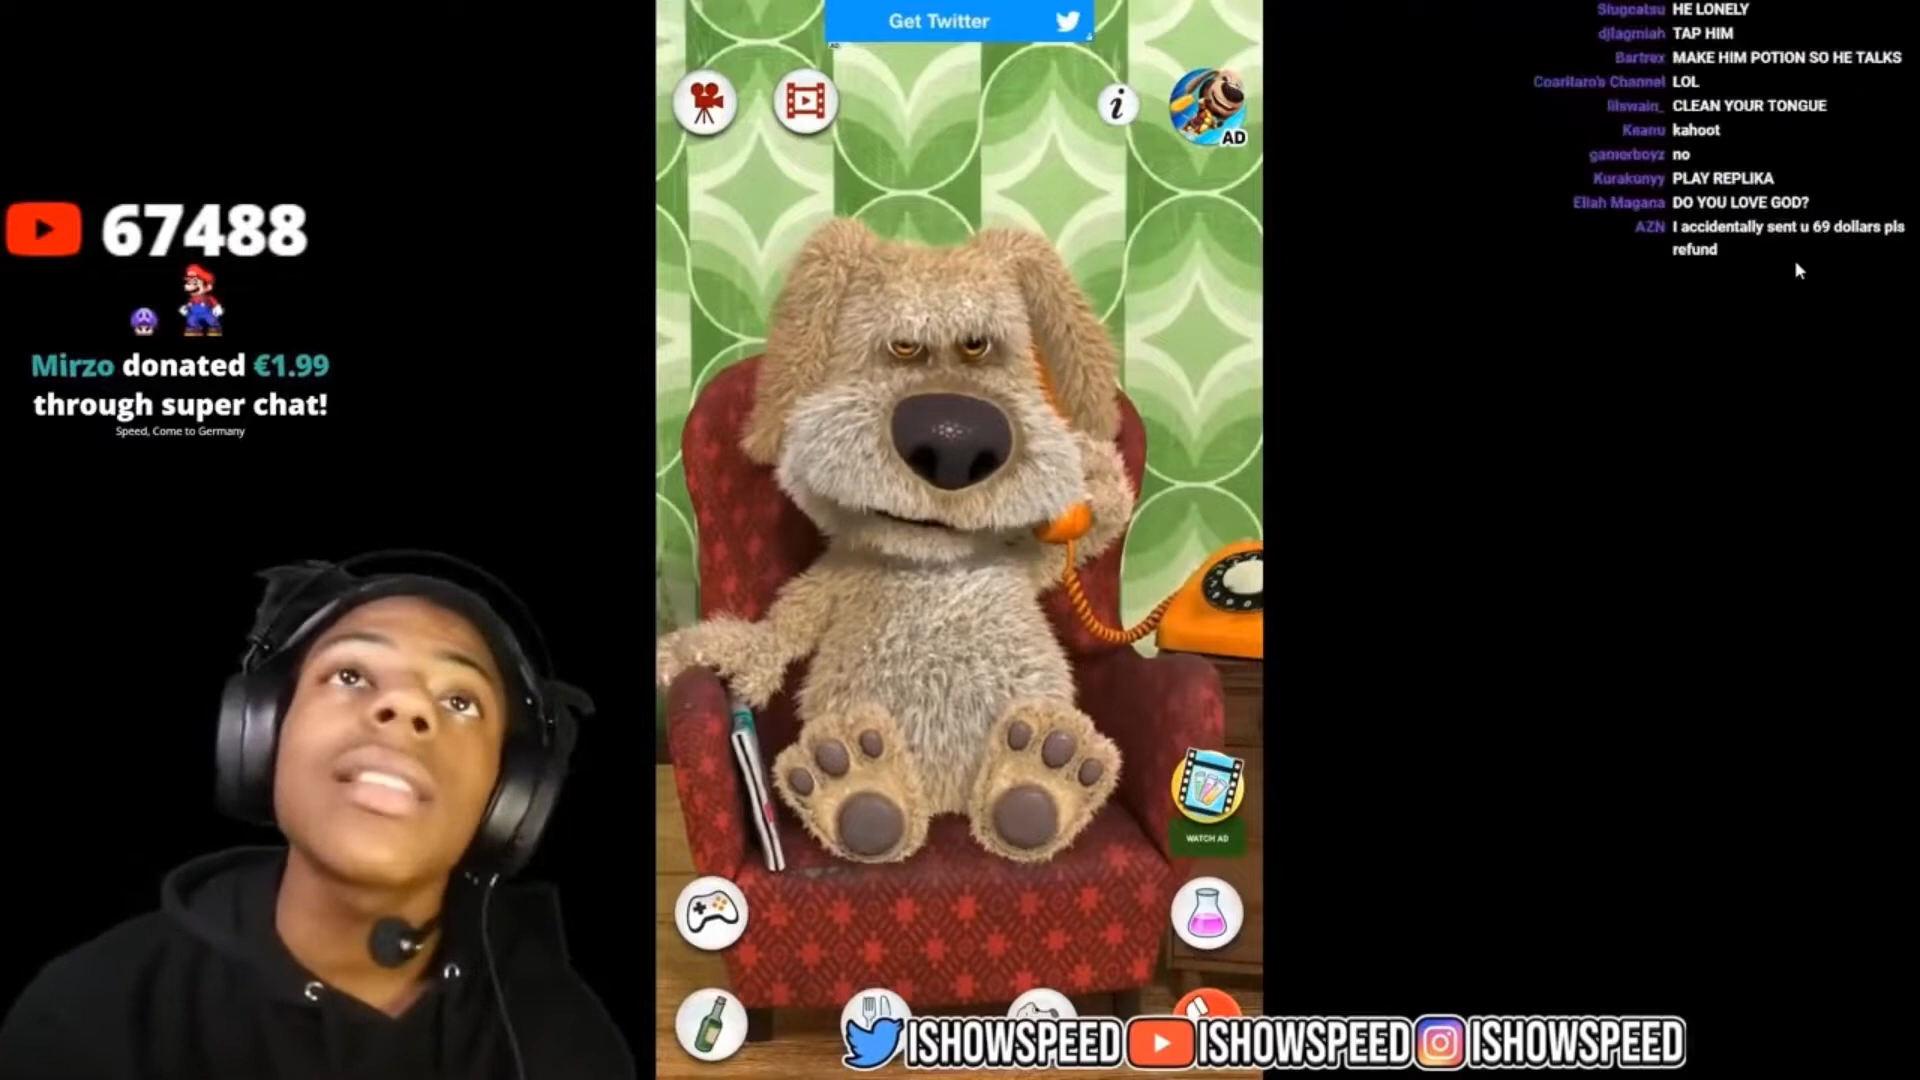 Get Twitter
AD
AD
67488
Mirzo donated €1.99
through super chat!
Speed, Come to Germany
Slugcatsu HE LONELY
djlagmiah TAP HIM
Bartrex MAKE HIM POTION SO HE TALKS
Coaritaro's Channel LOL
lilswain_ CLEAN YOUR TONGUE
Keanu kahoot
gamerboyz no
Kurakunyy PLAY REPLIKA
Eliah Magana DO YOU LOVE GOD?
AZN I accidentally sent u 69 dollars pls
refund
WATCH AD
ISHOWSPEED ISHOWSPEED ISHOWSPEED